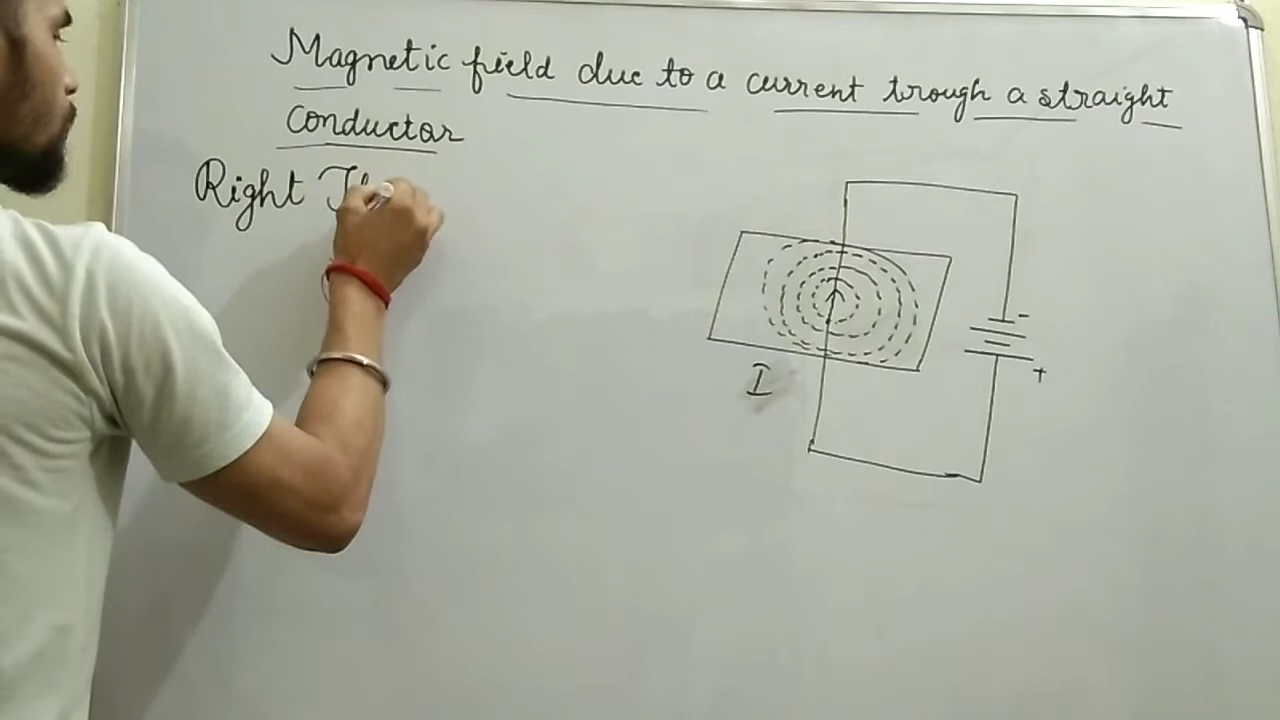 Magnetic field due to a current trough a straight
conductor
Right
-
+
I